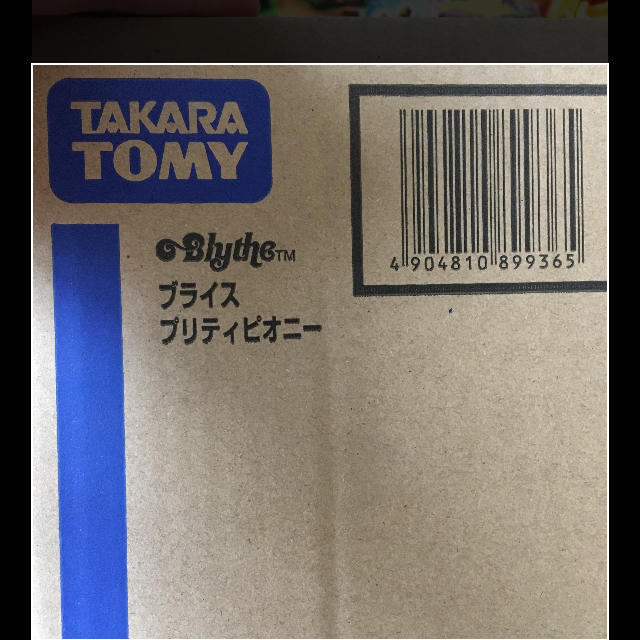 TAKARA
TOMY
Blythe™
ブライス
プリティピオニー
4 904810 899365